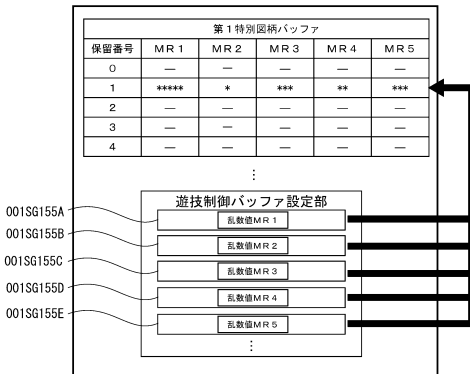 第１特別図柄バッファ
保留番号 ＭＲ１ ＭＲ２ ＭＲ３ ＭＲ４ ＭＲ５
０ ― ― ― ― ―
１ ***** * *** ** ***
２ ― ― ― ― ―
３ ― ― ― ― ―
４ ― ― ― ― ―
⋮
遊技制御バッファ設定部
001SG155A 乱数値ＭＲ１
001SG155B 乱数値ＭＲ２
001SG155C 乱数値ＭＲ３
001SG155D 乱数値ＭＲ４
001SG155E 乱数値ＭＲ５
⋮